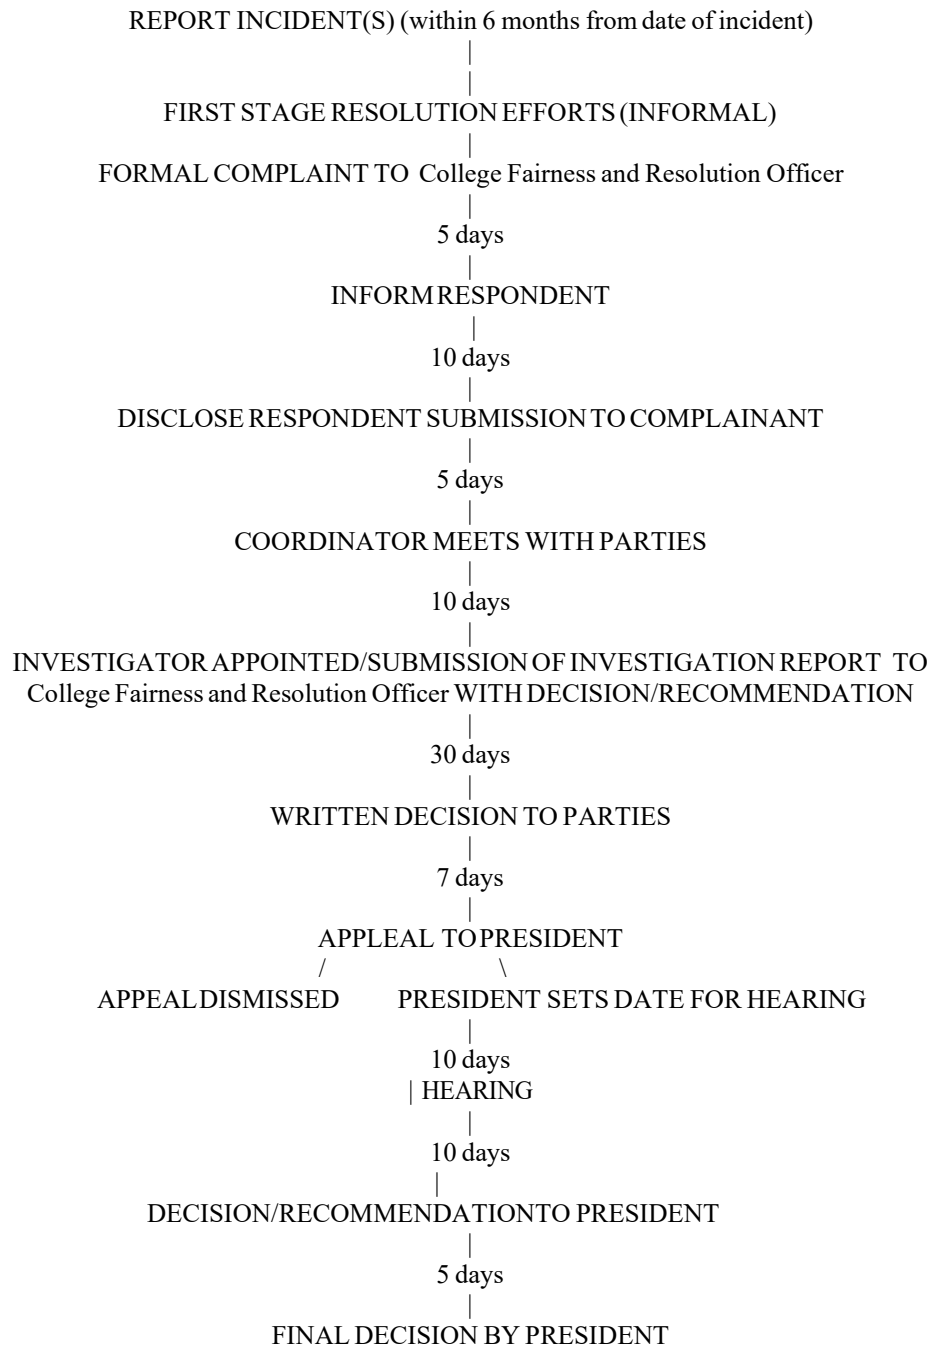 REPORT INCIDENT(S) (within 6 months from date of incident)
|
|
FIRST STAGE RESOLUTION EFFORTS (INFORMAL)
|
FORMAL COMPLAINT TO College Fairness and Resolution Officer
|
5 days
|
INFORM RESPONDENT
|
10 days
|
DISCLOSE RESPONDENT SUBMISSION TO COMPLAINANT
|
5 days
|
COORDINATOR MEETS WITH PARTIES
|
10 days
|
INVESTIGATOR APPOINTED/SUBMISSION OF INVESTIGATION REPORT TO
College Fairness and Resolution Officer WITH DECISION/RECOMMENDATION
|
30 days
|
WRITTEN DECISION TO PARTIES
|
7 days
|
APPLEAL TO PRESIDENT
/ \
APPEAL DISMISSED PRESIDENT SETS DATE FOR HEARING
|
10 days
| HEARING
|
10 days
|
DECISION/RECOMMENDATIONTO PRESIDENT
|
5 days
|
FINAL DECISION BY PRESIDENT